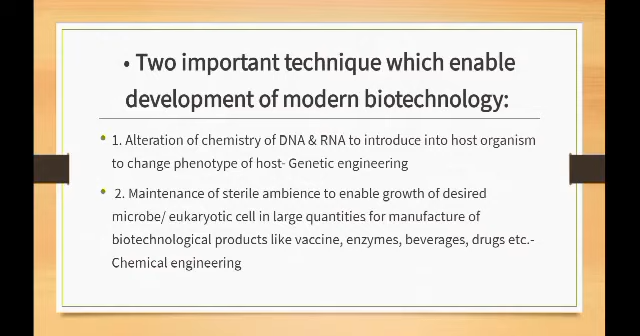 • Two important technique which enable
development of modern biotechnology:
• 1. Alteration of chemistry of DNA & RNA to introduce into host organism
to change phenotype of host- Genetic engineering
• 2. Maintenance of sterile ambience to enable growth of desired
microbe/ eukaryotic cell in large quantities for manufacture of
biotechnological products like vaccine, enzymes, beverages, drugs etc.-
Chemical engineering